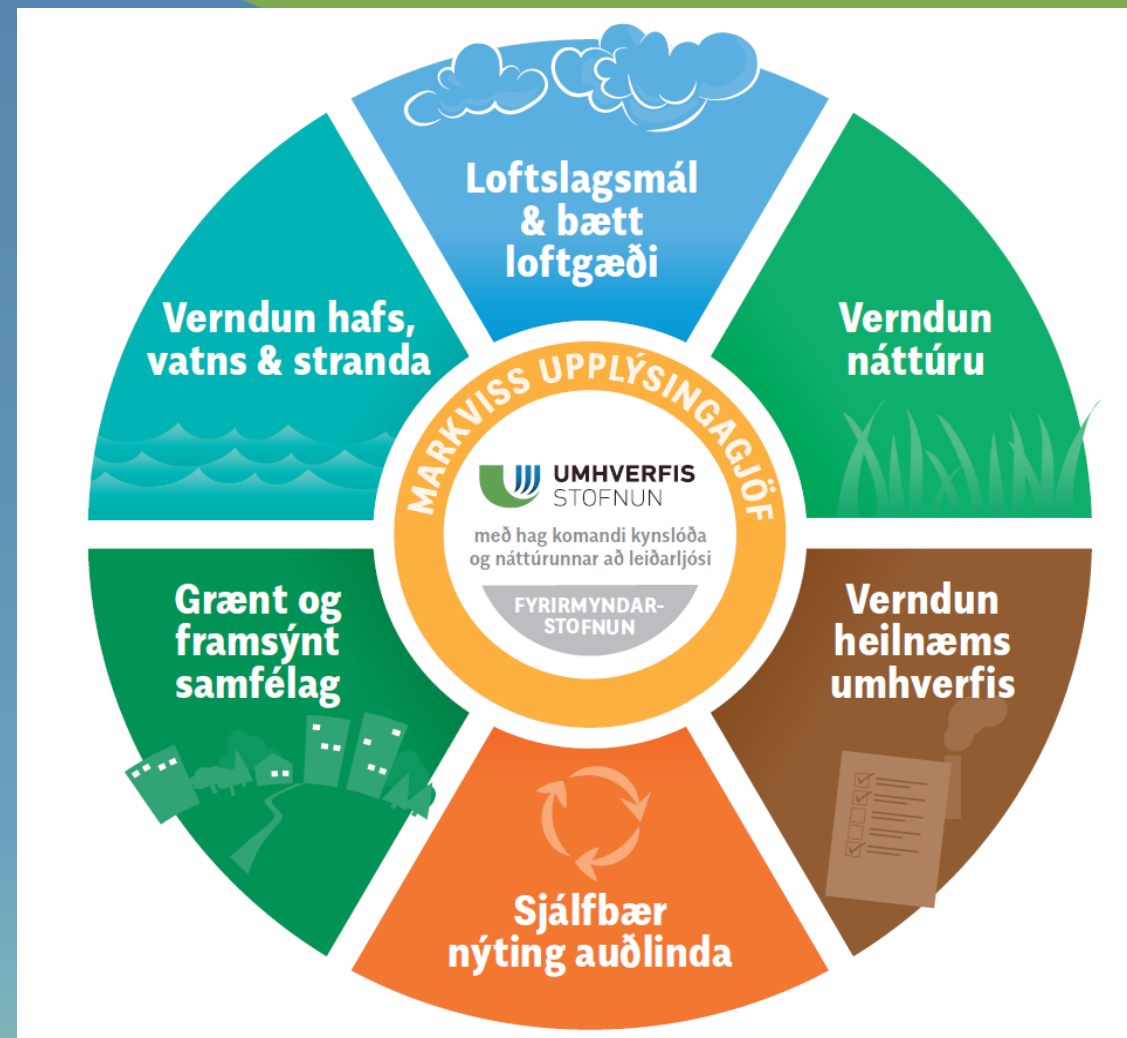 Loftslagsmál
& bætt
loftgæði
Verndun
náttúru
Verndun
heilnæms
umhverfis
Sjálfbær
nýting auðlinda
Grænt og
framsýnt
samfélag
Verndun hafs,
vatns & stranda
MARKVISS UPPLÝSINGAGJÖF
UMHVERFIS
STOFNUN
með hag komandi kynslóða
og náttúrunnar að leiðarljósi
FYRIRMYNDAR-
STOFNUN